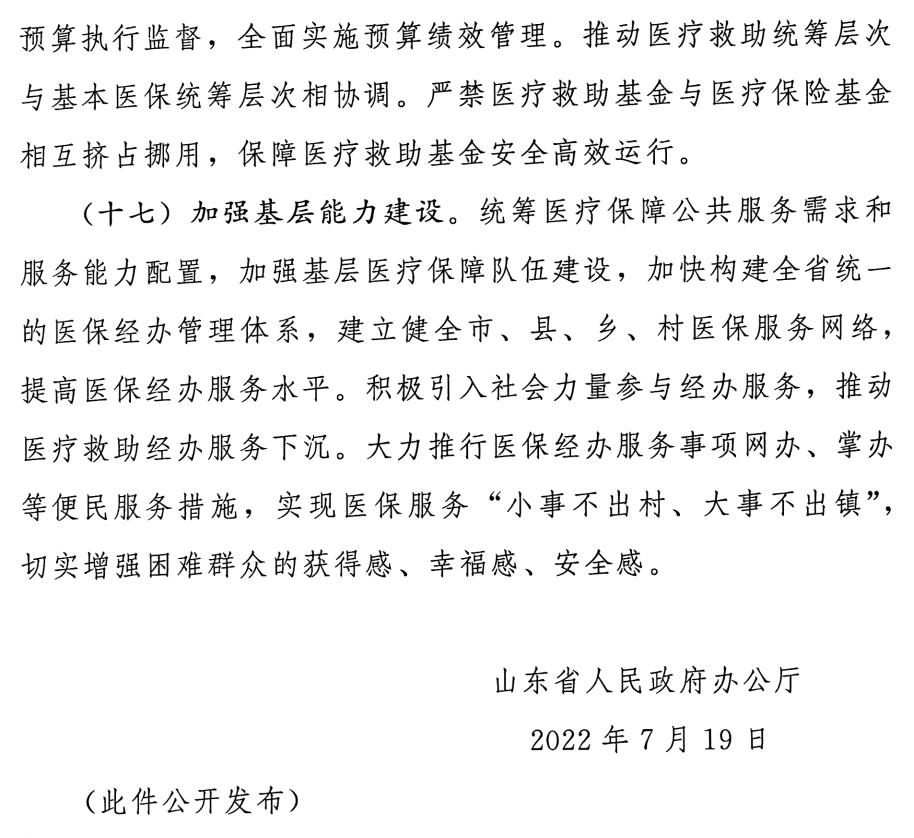 预算执行监督，全面实施预算绩效管理。推动医疗救助统筹层次
与基本医保统筹层次相协调。严禁医疗救助基金与医疗保险基金
相互挤占挪用，保障医疗救助基金安全高效运行。
（十七）加强基层能力建设。统筹医疗保障公共服务需求和
服务能力配置，加强基层医疗保障队伍建设，加快构建全省统一
的医保经办管理体系，建立健全市、县、乡、村医保服务网络，
提高医保经办服务水平。积极引入社会力量参与经办服务，推动
医疗救助经办服务下沉。大力推行医保经办服务事项网办、掌办
等便民服务措施，实现医保服务“小事不出村、大事不出镇”，
切实增强困难群众的获得感、幸福感、安全感。
山东省人民政府办公厅
2022年7月19日
（此件公开发布）